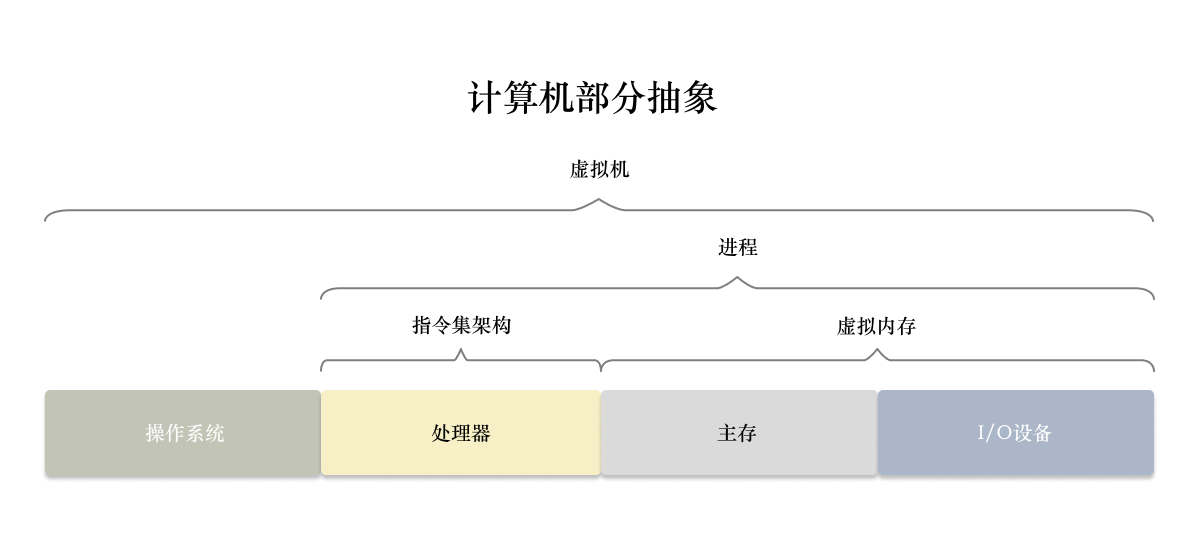 计算机部分抽象
虚拟机
进程
指令集架构
虚拟内存
操作系统
处理器
主存
I/O设备